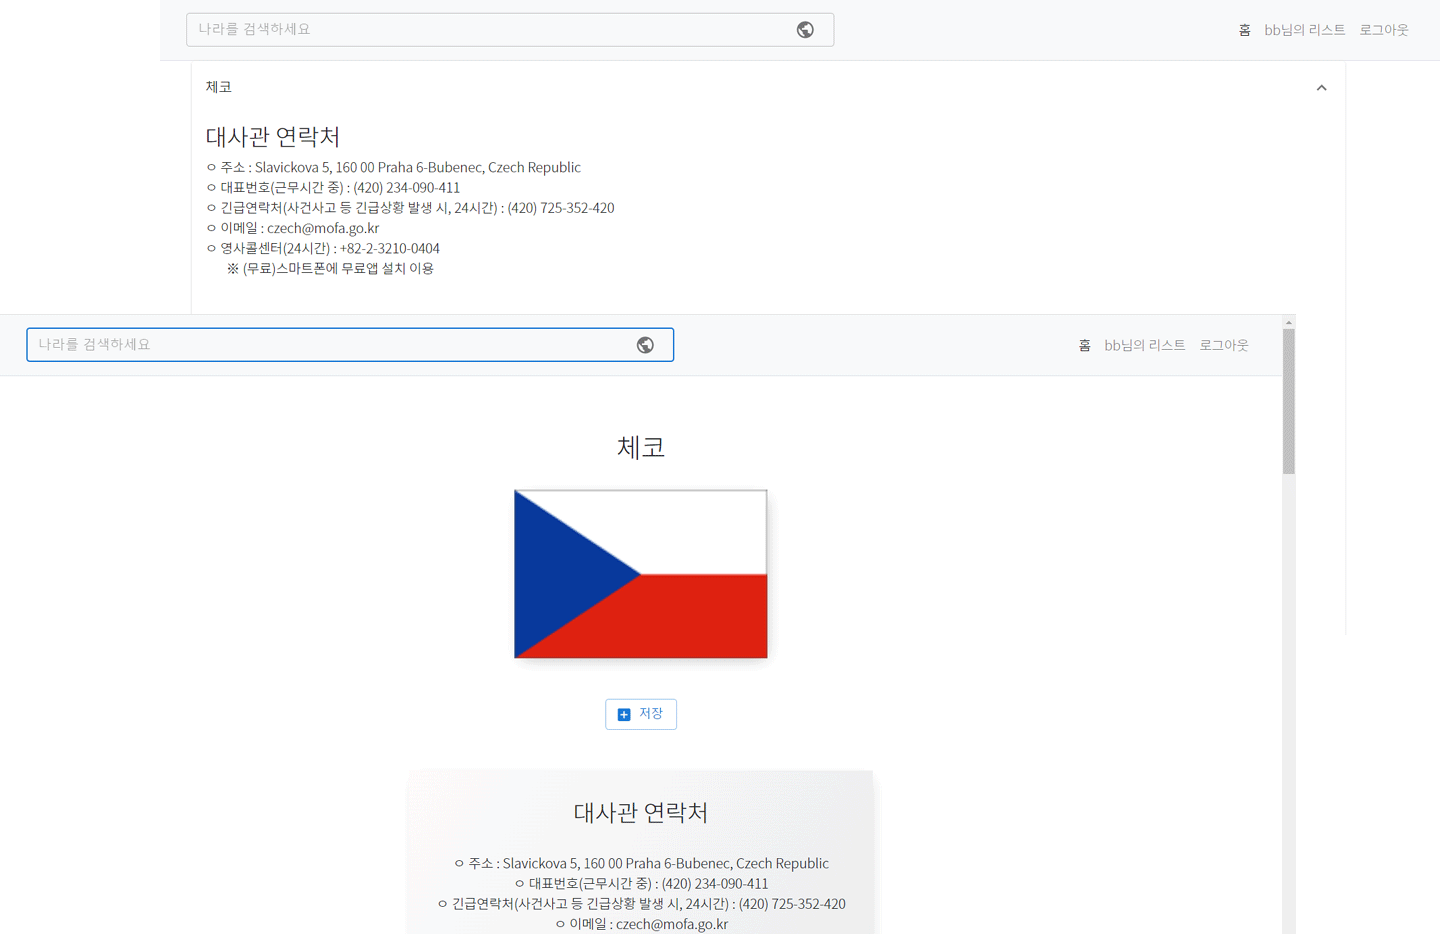 나라를 검색하세요
홈 bb님의 리스트 로그아웃
체코
대사관 연락처
ㅇ 주소 : Slavickova 5, 160 00 Praha 6-Bubenec, Czech Republic
ㅇ 대표번호(근무시간 중) : (420) 234-090-411
ㅇ 긴급연락처(사건사고 등 긴급상황 발생 시, 24시간) : (420) 725-352-420
ㅇ 이메일 : czech@mofa.go.kr
ㅇ 영사콜센터(24시간) : +82-2-3210-0404
※ (무료)스마트폰에 무료앱 설치 이용
나라를 검색하세요
홈 bb님의 리스트 로그아웃
체코
저장
대사관 연락처
ㅇ 주소 : Slavickova 5, 160 00 Praha 6-Bubenec, Czech Republic
ㅇ 대표번호(근무시간 중) : (420) 234-090-411
ㅇ 긴급연락처(사건사고 등 긴급상황 발생 시, 24시간) : (420) 725-352-420
ㅇ 이메일 : czech@mofa.go.kr